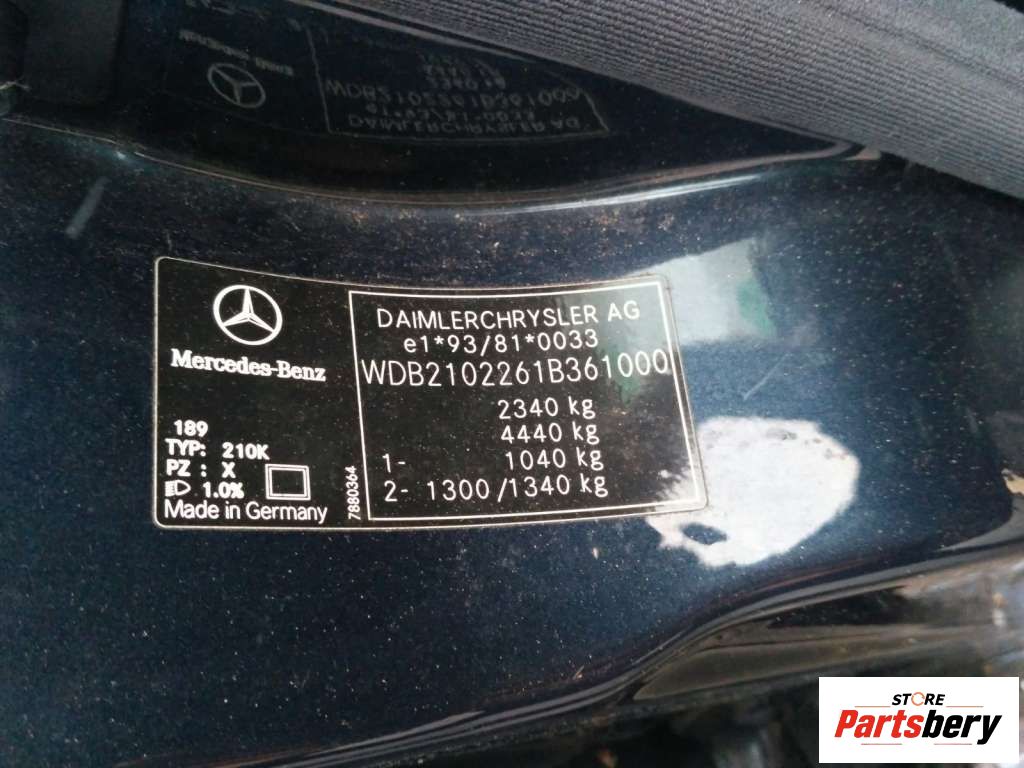 Mercedes-Benz
189
TYP: 210K
PZ : X
1.0%
Made in Germany
7880364
DAIMLERCHRYSLER AG
e1*93/81*0033
WDB2102261B361000
2340 kg
4440 kg
1- 1040 kg
2- 1300/1340 kg
STORE
Partsbery